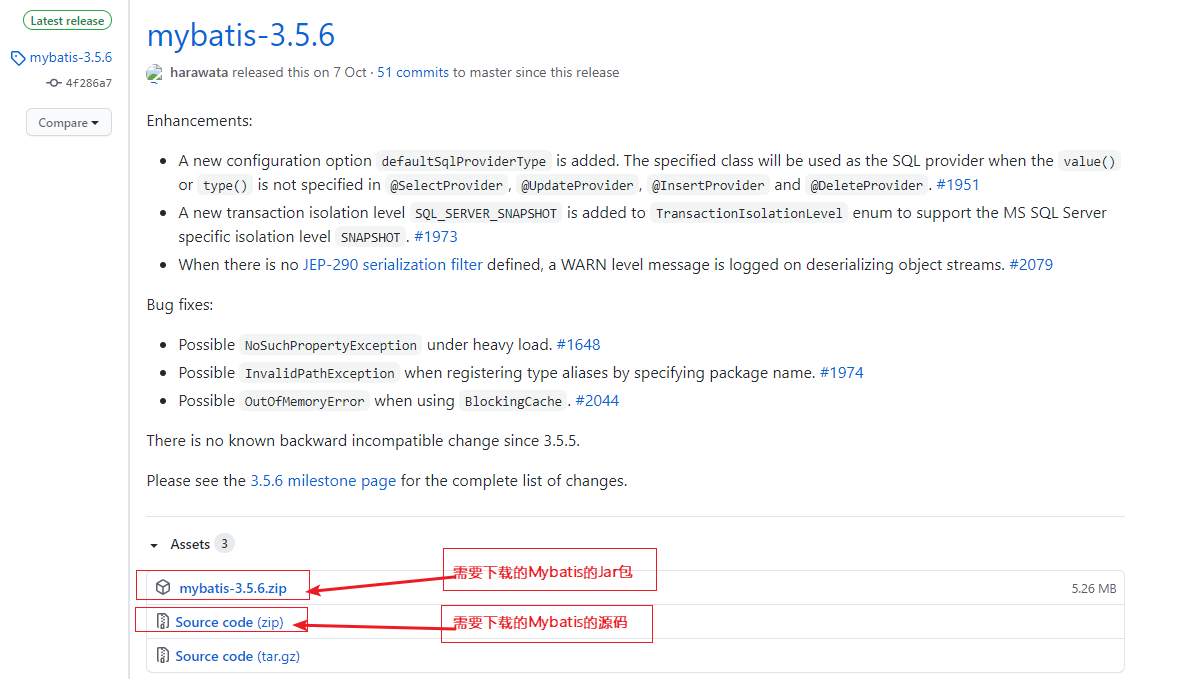 Latest release
mybatis-3.5.6
4f286a7
Compare
mybatis-3.5.6
harawata released this on 7 Oct · 51 commits to master since this release
Enhancements:
• A new configuration option defaultSqlProviderType is added. The specified class will be used as the SQL provider when the value()
or type() is not specified in @SelectProvider , @UpdateProvider , @InsertProvider and @DeleteProvider . #1951
• A new transaction isolation level SQL_SERVER_SNAPSHOT is added to TransactionIsolationLevel enum to support the MS SQL Server
specific isolation level SNAPSHOT . #1973
• When there is no JEP-290 serialization filter defined, a WARN level message is logged on deserializing object streams. #2079
Bug fixes:
• Possible NoSuchPropertyException under heavy load. #1648
• Possible InvalidPathException when registering type aliases by specifying package name. #1974
• Possible OutOfMemoryError when using BlockingCache . #2044
There is no known backward incompatible change since 3.5.5.
Please see the 3.5.6 milestone page for the complete list of changes.
Assets 3
需要下载的Mybatis的Jar包
mybatis-3.5.6.zip 5.26 MB
Source code (zip) 需要下载的Mybatis的源码
Source code (tar.gz)